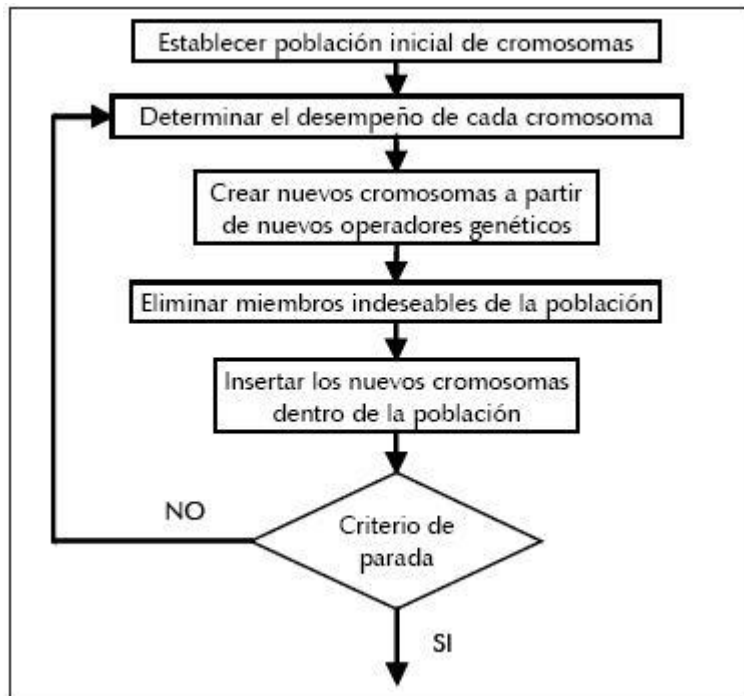 Establecer población inicial de cromosomas
Determinar el desempeño de cada cromosoma
Crear nuevos cromosomas a partir
de nuevos operadores genéticos
Eliminar miembros indeseables de la población
Insertar los nuevos cromosomas
dentro de la población
NO
Criterio de
parada
SI